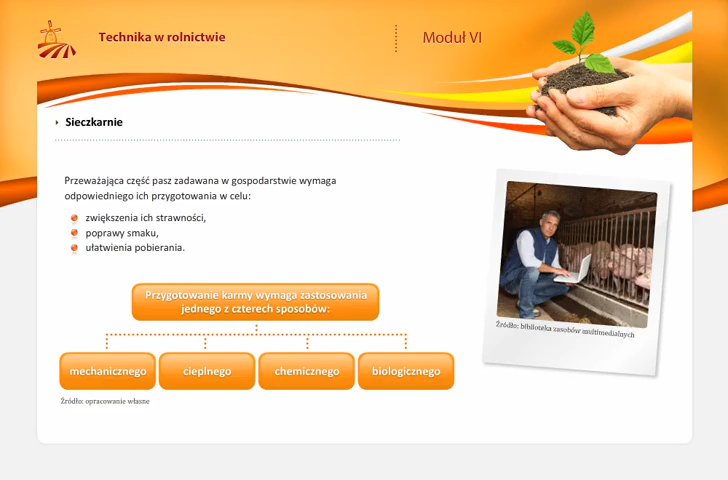 Technika w rolnictwie
Moduł VI
Sieczkarnie
Przeważająca część pasz zadawana w gospodarstwie wymaga
odpowiedniego ich przygotowania w celu:
zwiększenia ich strawności,
poprawy smaku,
ułatwienia pobierania.
Przygotowanie karmy wymaga zastosowania
jednego z czterech sposobów:
mechanicznego
cieplnego
chemicznego
biologicznego
Źródło: opracowanie własne
Źródło: biblioteka zasobów multimedialnych